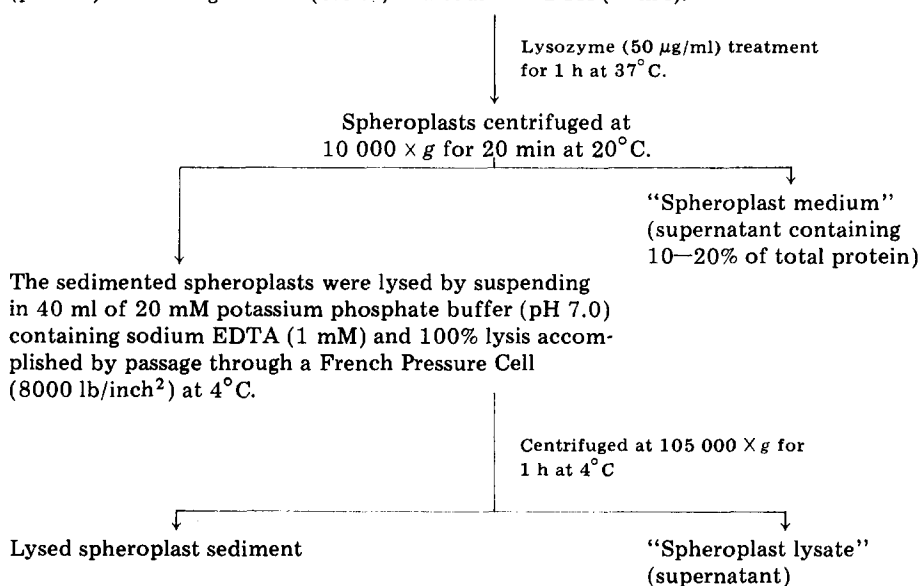 Lysozyme (50 μg/ml) treatment
for 1 h at 37°C.
Spheroplasts centrifuged at
10 000 × g for 20 min at 20°C.
“Spheroplast medium”
(supernatant containing
10—20% of total protein)
The sedimented spheroplasts were lysed by suspending
in 40 ml of 20 mM potassium phosphate buffer (pH 7.0)
containing sodium EDTA (1 mM) and 100% lysis accom-
plished by passage through a French Pressure Cell
(8000 lb/inch²) at 4°C.
Centrifuged at 105 000 × g for
1 h at 4°C
Lysed spheroplast sediment
“Spheroplast lysate”
(supernatant)